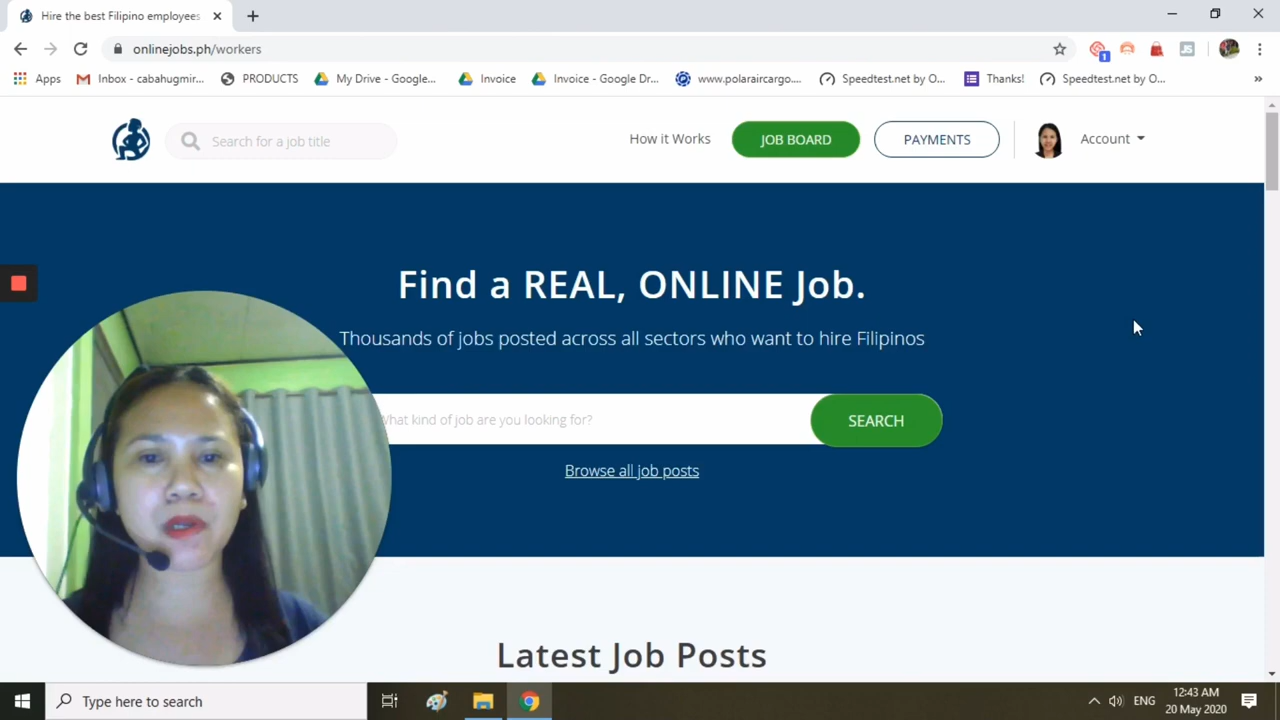 Hire the best Filipino employees
onlinejobs.ph/workers
1
JS
Apps
Inbox - cabahugmir...
PRODUCTS
My Drive - Google...
Invoice
Invoice - Google Dr...
www.polaraircargo....
Speedtest.net by O...
Thanks!
Speedtest.net by O...
»
Search for a job title
How it Works
JOB BOARD
PAYMENTS
Account
Find a REAL, ONLINE Job.
Thousands of jobs posted across all sectors who want to hire Filipinos
What kind of job are you looking for?
SEARCH
Browse all job posts
Latest Job Posts
Type here to search
ENG
12:43 AM
20 May 2020